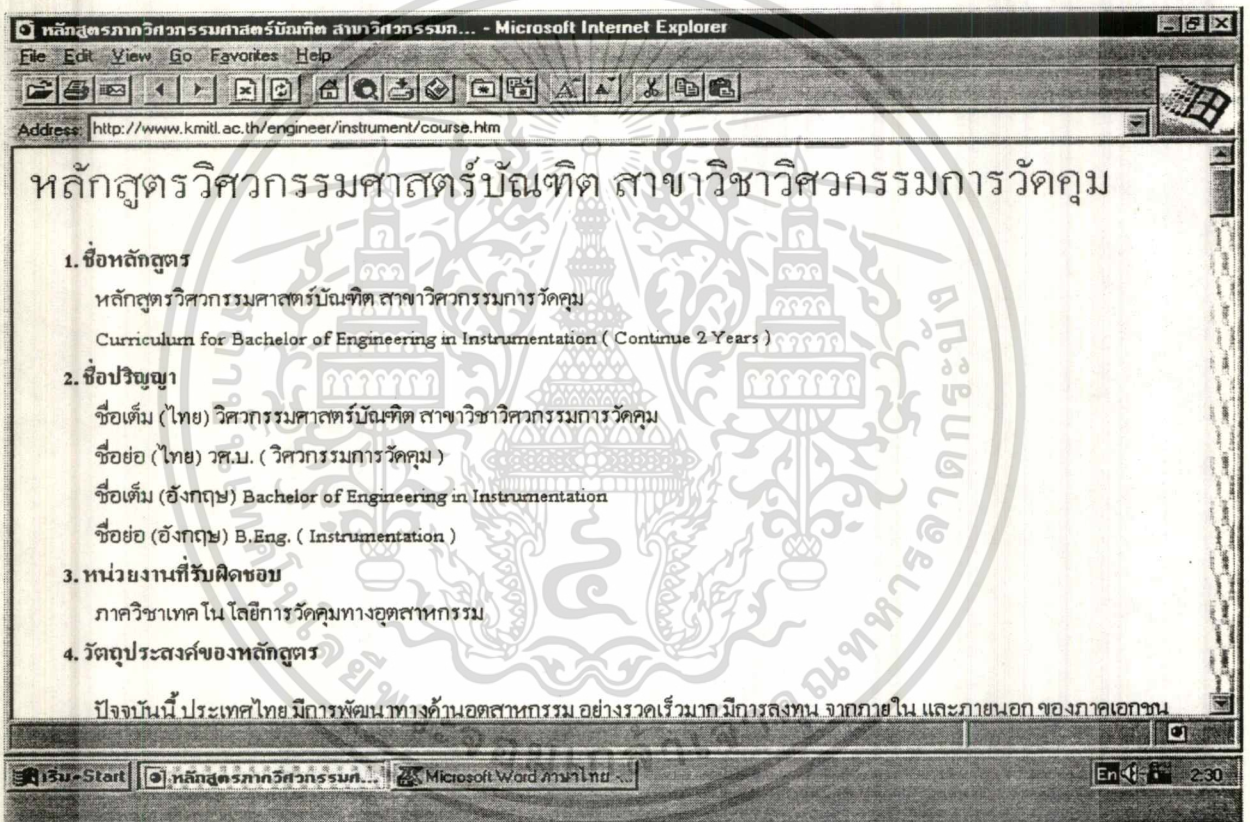 หลักสูตรภาควิศวกรรมศาสตร์บัณฑิต สาขาวิศวกรรมก... - Microsoft Internet Explorer
File Edit View Go Favorites Help
Address: http://www.kmitl.ac.th/engineer/instrument/course.htm
หลักสูตรวิศวกรรมศาสตร์บัณฑิต สาขาวิชาวิศวกรรมการวัดคุม
1. ชื่อหลักสูตร
หลักสูตรวิศวกรรมศาสตร์บัณฑิต สาขาวิศวกรรมการวัดคุม
Curriculum for Bachelor of Engineering in Instrumentation ( Continue 2 Years )
2. ชื่อปริญญา
ชื่อเต็ม (ไทย) วิศวกรรมศาสตร์บัณฑิต สาขาวิชาวิศวกรรมการวัดคุม
ชื่อย่อ (ไทย) วศ.บ. ( วิศวกรรมการวัดคุม )
ชื่อเต็ม (อังกฤษ) Bachelor of Engineering in Instrumentation
ชื่อย่อ (อังกฤษ) B.Eng. ( Instrumentation )
3. หน่วยงานที่รับผิดชอบ
ภาควิชาเทคโนโลยีการวัดคุมทางอุตสาหกรรม
4. วัตถุประสงค์ของหลักสูตร
ปัจจบันนี้ ประเทศไทย มีการพัฒนาทางด้านอุตสาหกรรม อย่างรวดเร็วมาก มีการลงทุน จากภายใน และภายนอก ของภาคเอกชน
เริ่ม-Start หลักสูตรภาควิศวกรรมศ... Microsoft Word ภาษาไทย -... En 2:30